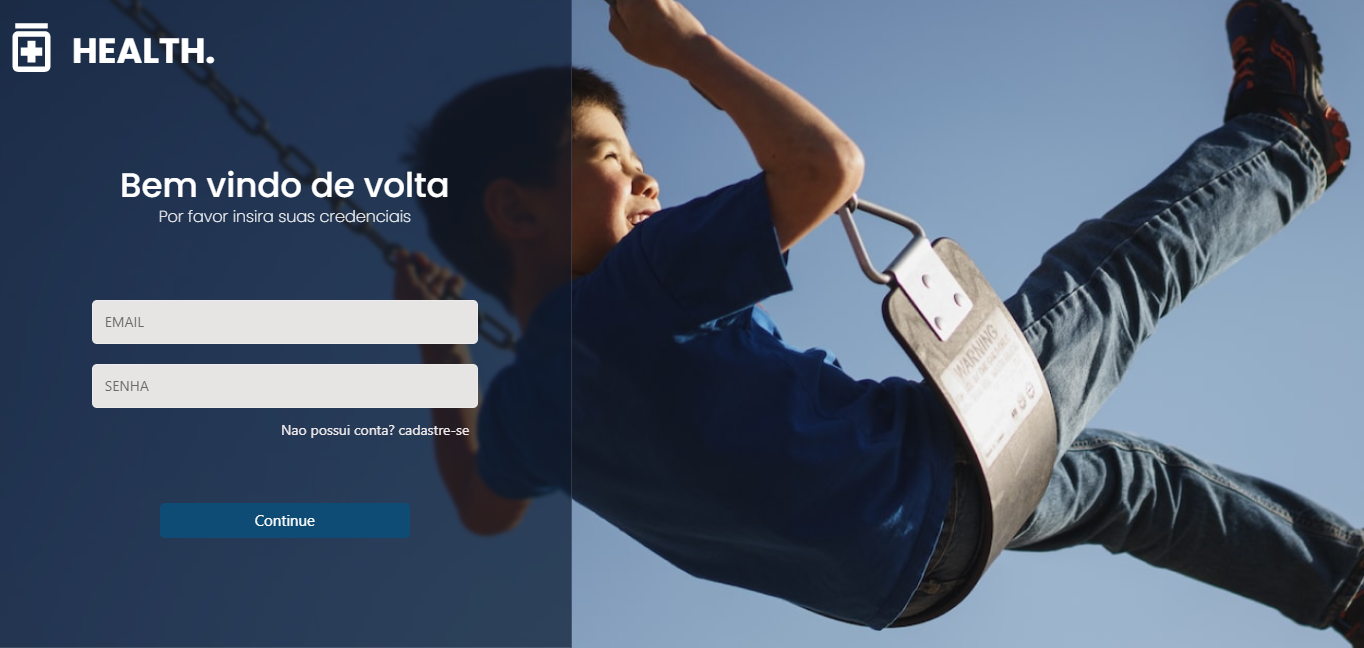 HEALTH.
Bem vindo de volta
Por favor insira suas credenciais
EMAIL
SENHA
Nao possui conta? cadastre-se
Continue
WARNING